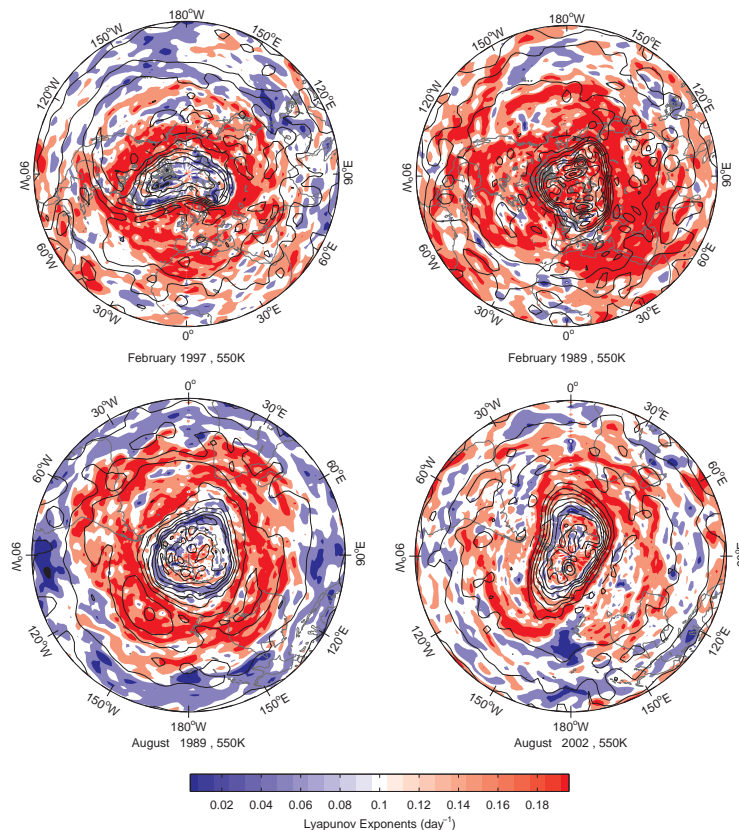 180°W
150°W
120°W
90°W
60°W
30°W
0°
30°E
60°E
90°E
120°E
150°E
February 1997 , 550K
180°W
150°W
120°W
90°W
60°W
30°W
0°
30°E
60°E
90°E
120°E
150°E
February 1989, 550K
0°
30°W
60°W
90°W
120°W
150°W
180°W
150°E
120°E
90°E
60°E
30°E
August 1989, 550K
0°
30°W
60°W
90°W
120°W
150°W
180°W
150°E
120°E
90°E
60°E
30°E
August 2002 , 550K
0.02 0.04 0.06 0.08 0.1 0.12 0.14 0.16 0.18
Lyapunov Exponents (day⁻¹)